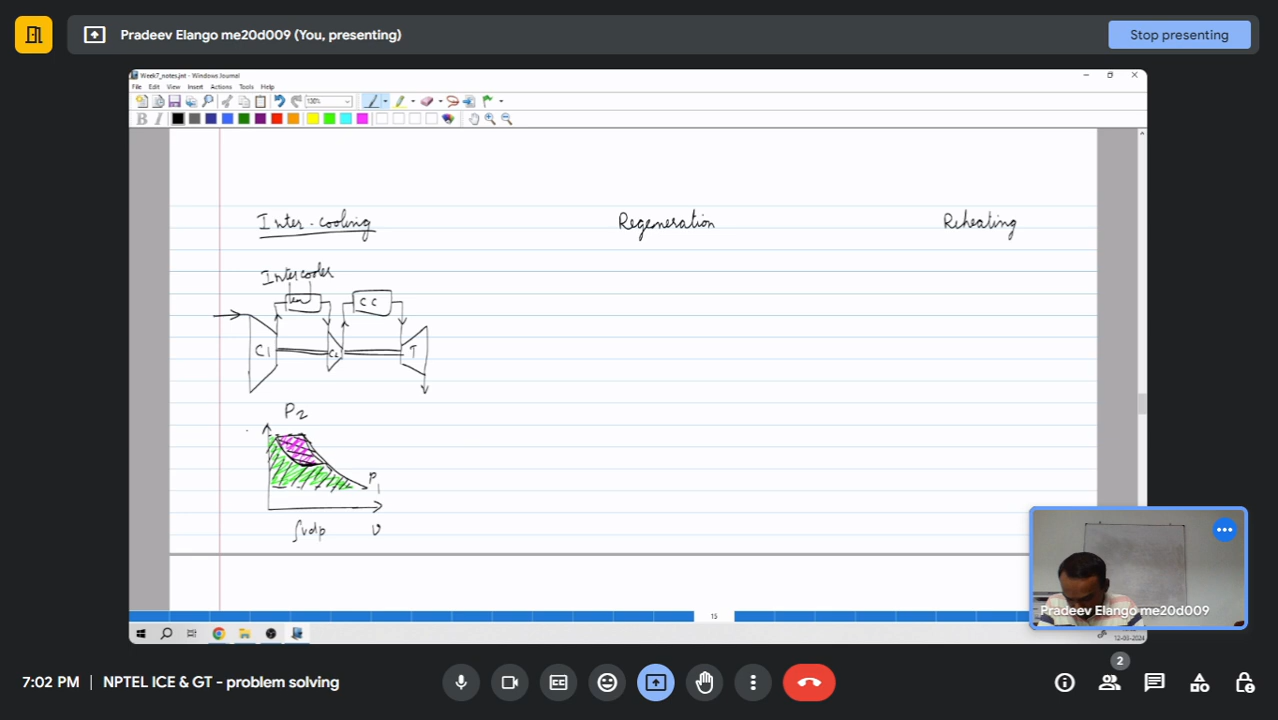 Pradeev Elango me20d009 (You, presenting)
Stop presenting
Week7_notes.jnt - Windows Journal
File Edit View Insert Actions Tools Help
130%
B I
Inter-cooling Regeneration Reheating
Intercooler
CC
C1 C2 T
P2
P1
∫vdp v
15
Pradeev Elango me20d009
7:02 PM | NPTEL ICE & GT - problem solving
2